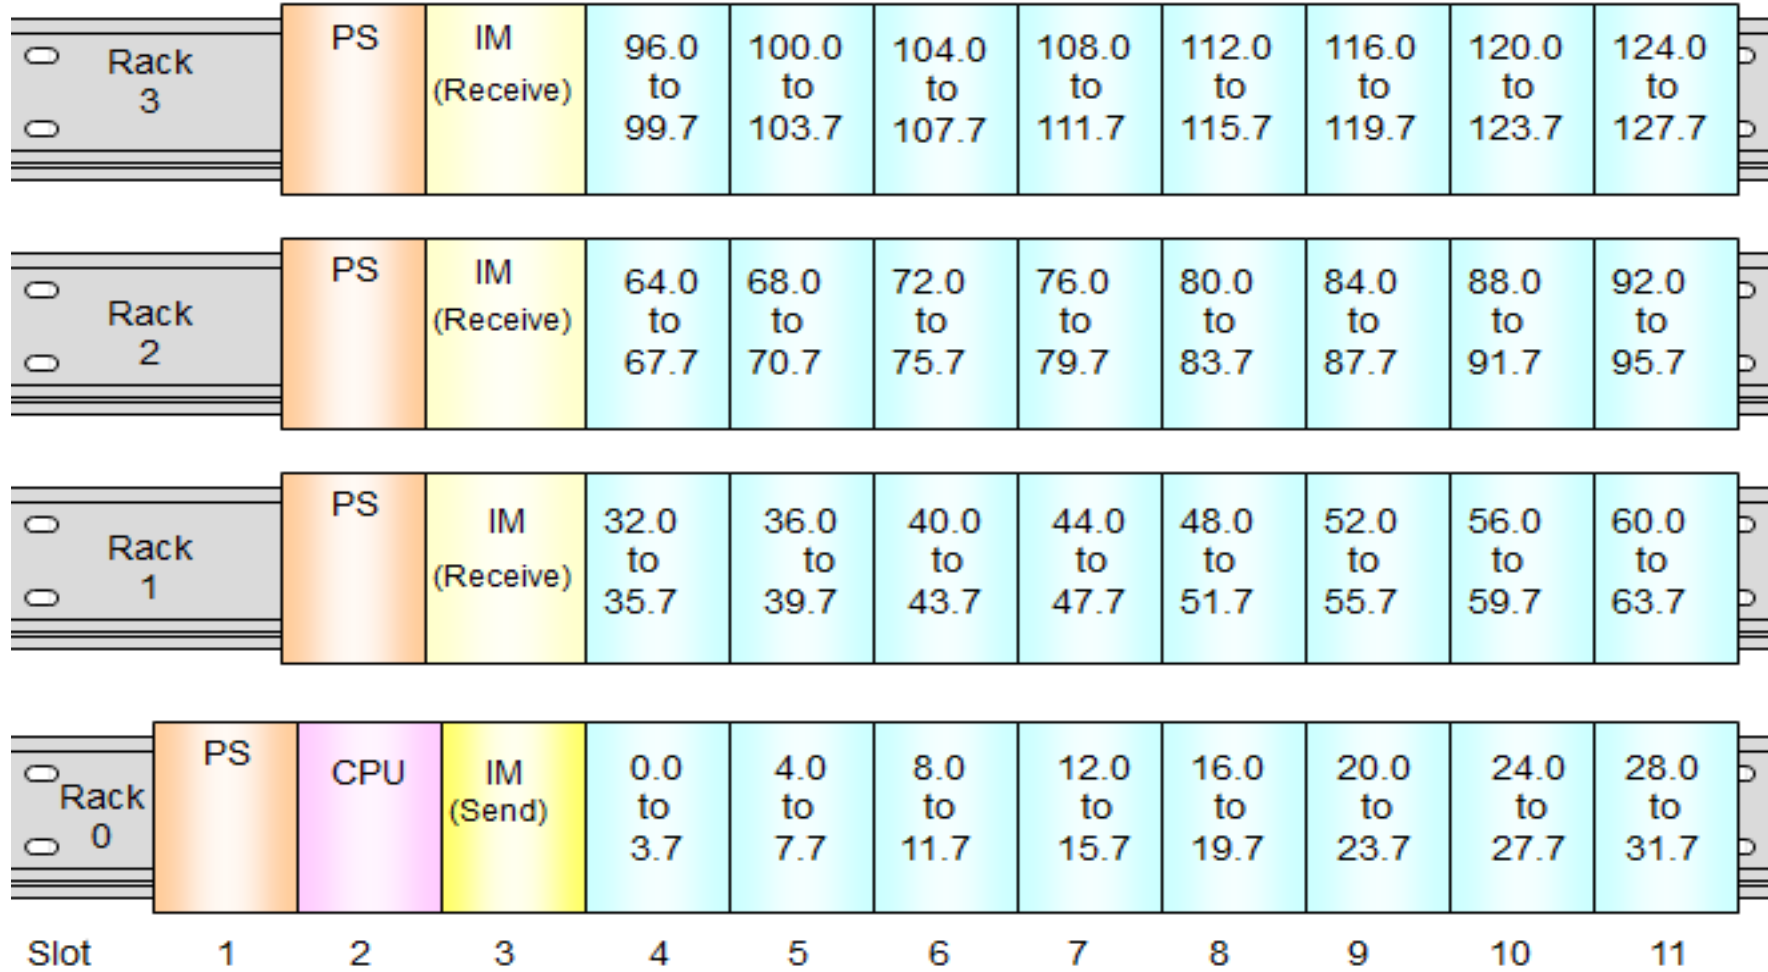 Rack
3
PS
IM
(Receive)
96.0
to
99.7
100.0
to
103.7
104.0
to
107.7
108.0
to
111.7
112.0
to
115.7
116.0
to
119.7
120.0
to
123.7
124.0
to
127.7
Rack
2
PS
IM
(Receive)
64.0
to
67.7
68.0
to
70.7
72.0
to
75.7
76.0
to
79.7
80.0
to
83.7
84.0
to
87.7
88.0
to
91.7
92.0
to
95.7
Rack
1
PS
IM
(Receive)
32.0
to
35.7
36.0
to
39.7
40.0
to
43.7
44.0
to
47.7
48.0
to
51.7
52.0
to
55.7
56.0
to
59.7
60.0
to
63.7
Rack
0
PS
CPU
IM
(Send)
0.0
to
3.7
4.0
to
7.7
8.0
to
11.7
12.0
to
15.7
16.0
to
19.7
20.0
to
23.7
24.0
to
27.7
28.0
to
31.7
Slot 1 2 3 4 5 6 7 8 9 10 11